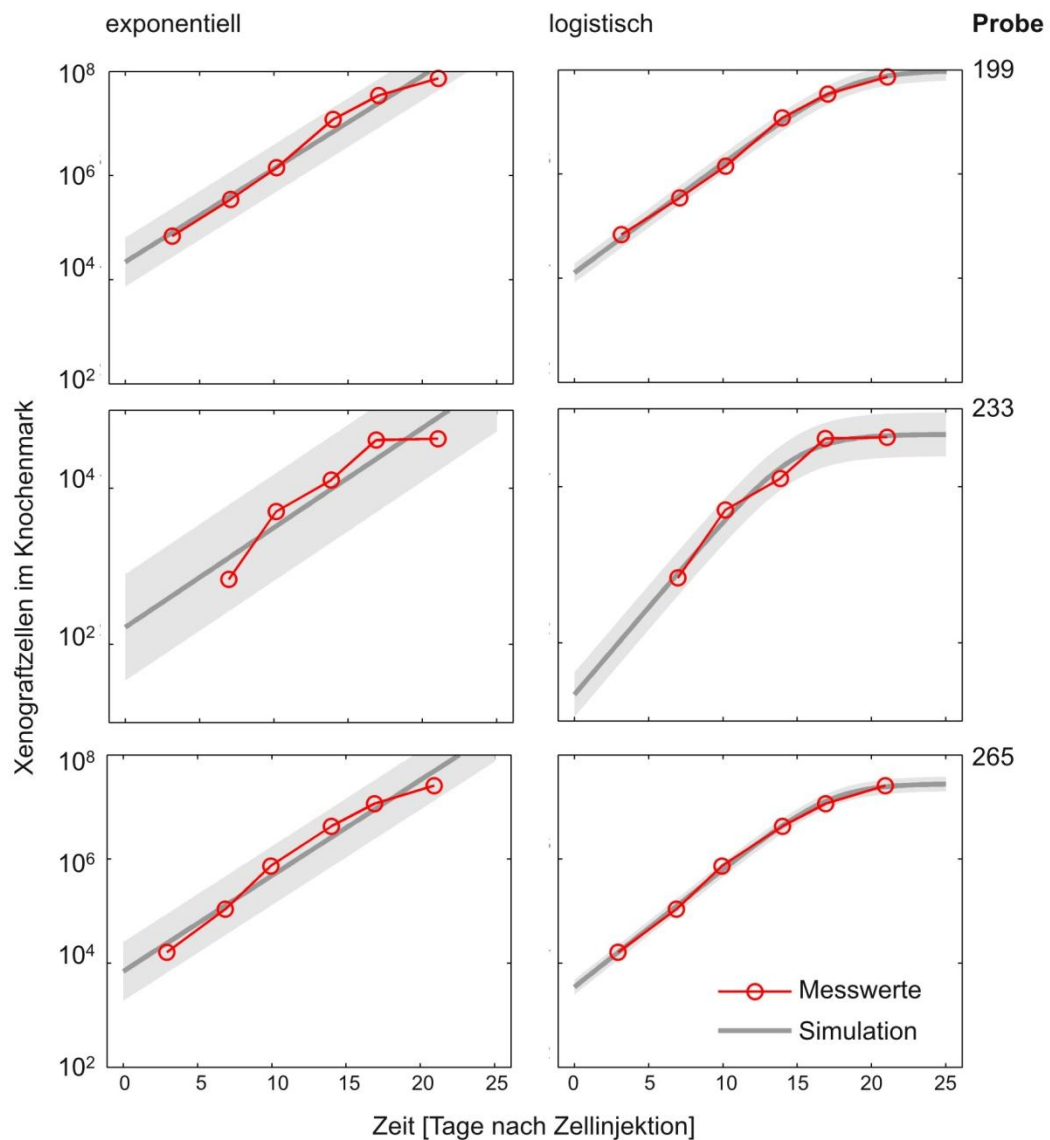 exponentiell logistisch Probe
10⁸ 199
10⁶
10⁴
10²
233
10⁴
10²
10⁸ 265
10⁶
10⁴
10²
Messwerte
Simulation
0 5 10 15 20 25 0 5 10 15 20 25
Zeit [Tage nach Zellinjektion]
Xenograftzellen im Knochenmark